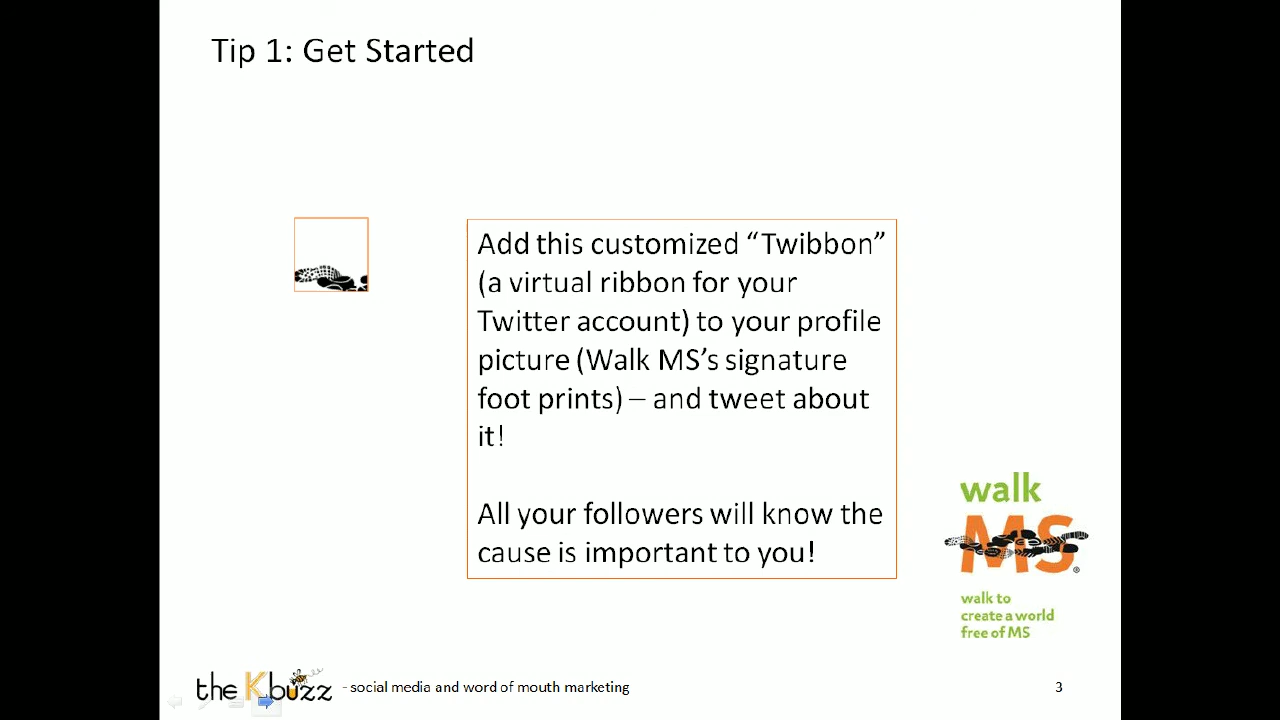 Tip 1: Get Started
Add this customized “Twibbon”
(a virtual ribbon for your
Twitter account) to your profile
picture (Walk MS’s signature
foot prints) – and tweet about
it!
All your followers will know the
cause is important to you!
walk
MS®
walk to
create a world
free of MS
the Kbuzz - social media and word of mouth marketing
3